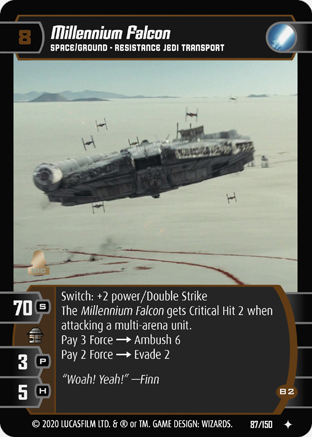 8
Millennium Falcon
SPACE/GROUND - RESISTANCE JEDI TRANSPORT
70 S
Switch: +2 power/Double Strike
The Millennium Falcon gets Critical Hit 2 when
attacking a multi-arena unit.
Pay 3 Force → Ambush 6
3 P
Pay 2 Force → Evade 2
5 H
“Woah! Yeah!” —Finn
B2
© 2020 LUCASFILM LTD. & ® or TM. GAME DESIGN: WIZARDS.
87/150